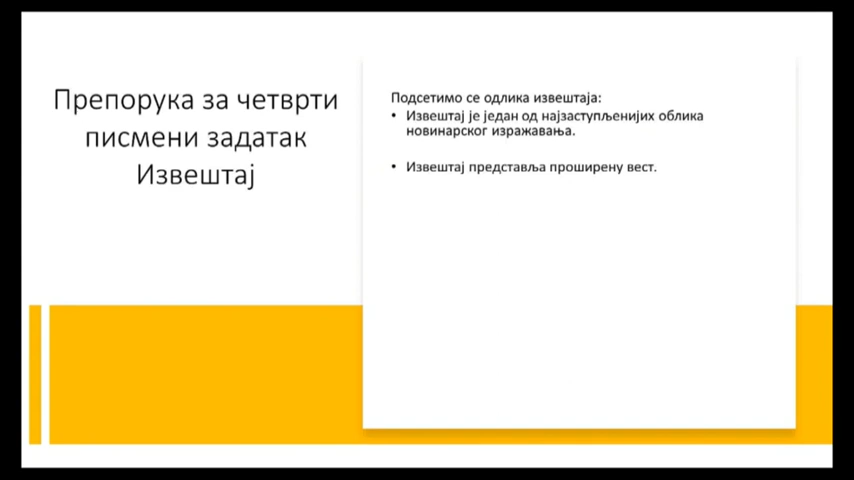 Препорука за четврти
писмени задатак
Извештај
Подсетимо се одлика извештаја:
• Извештај је један од најзаступљенијих облика
новинарског изражавања.
• Извештај представља проширену вест.